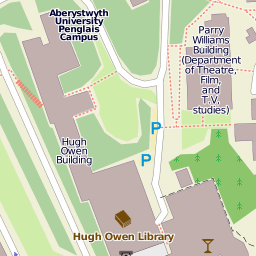 Aberystwyth
University
Penglais
Campus
Parry
Williams
Building
(Department
of Theatre,
Film,
and
T.V.
studies)
P
Hugh
Owen
Building
P
Hugh Owen Library